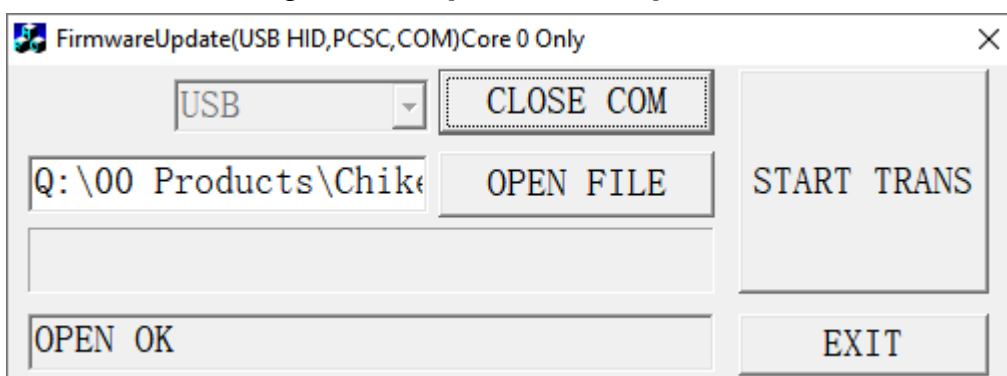 FirmwareUpdate(USB HID,PCSC,COM)Core 0 Only
USB
CLOSE COM
Q:\00 Products\Chike
OPEN FILE
START TRANS
OPEN OK
EXIT